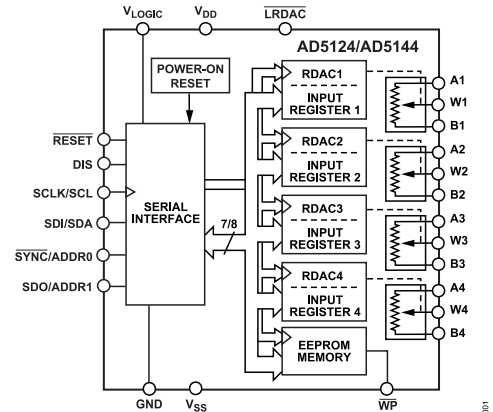 VLOGIC
VDD
LRDAC
AD5124/AD5144
POWER-ON
RESET
RDAC1
INPUT
REGISTER 1
A1
W1
B1
RESET
DIS
SCLK/SCL
SDI/SDA
SYNC/ADDR0
SDO/ADDR1
SERIAL
INTERFACE
7/8
RDAC2
INPUT
REGISTER 2
A2
W2
B2
RDAC3
INPUT
REGISTER 3
A3
W3
B3
RDAC4
INPUT
REGISTER 4
A4
W4
B4
EEPROM
MEMORY
GND
VSS
WP
001